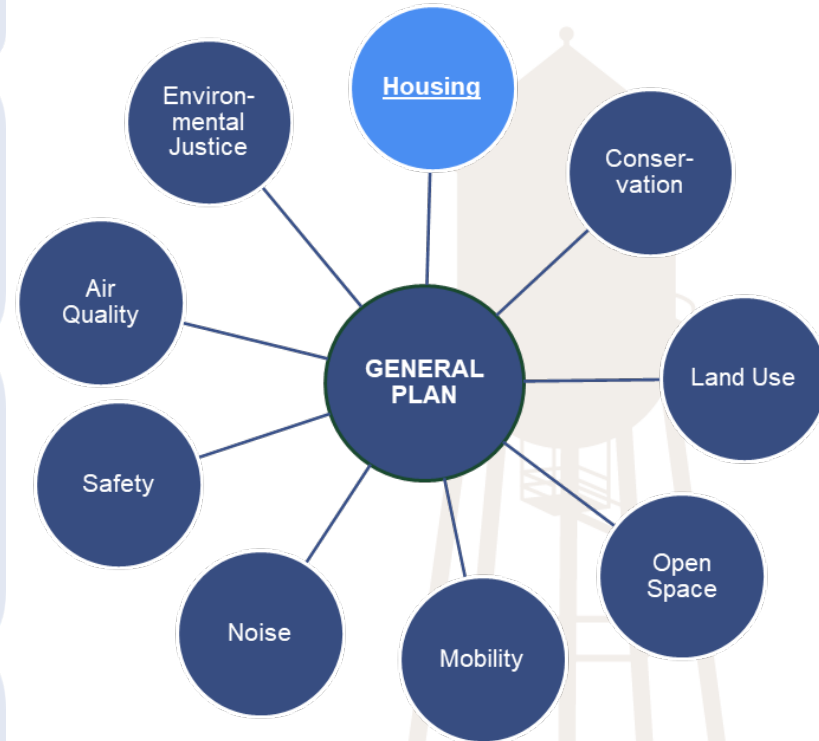 Housing
Environ-
mental
Justice
Conser-
vation
Air
Quality
GENERAL
PLAN
Land Use
Safety
Open
Space
Noise
Mobility